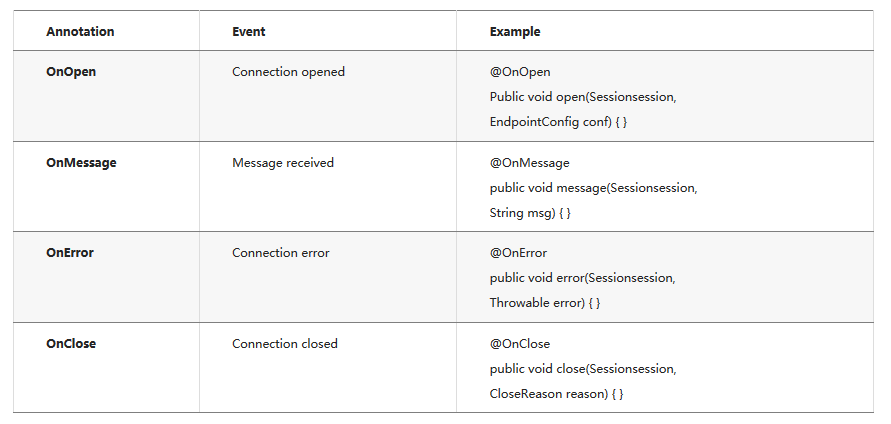 Annotation Event Example
OnOpen Connection opened @OnOpen
Public void open(Sessionsession,
EndpointConfig conf) { }
OnMessage Message received @OnMessage
public void message(Sessionsession,
String msg) { }
OnError Connection error @OnError
public void error(Sessionsession,
Throwable error) { }
OnClose Connection closed @OnClose
public void close(Sessionsession,
CloseReason reason) { }